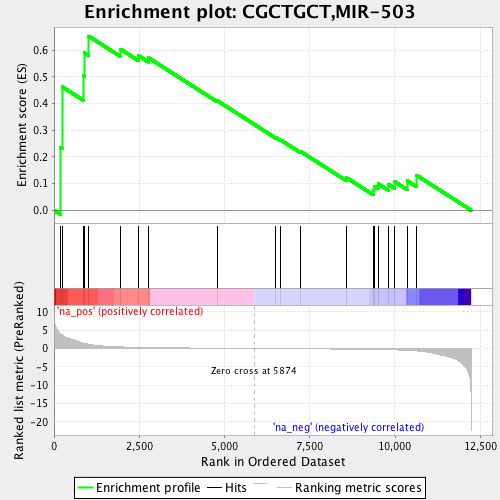 Enrichment plot: CGCTGCT,MIR-503
Enrichment score (ES)
0.6
0.5
0.4
0.3
0.2
0.1
0.0
'na_pos' (positively correlated)
Ranked list metric (PreRanked)
10
5
0
-5
-10
-15
-20
Zero cross at 5874
'na_neg' (negatively correlated)
0
2,500
5,000
7,500
10,000
12,500
Rank in Ordered Dataset
Enrichment profile
Hits
Ranking metric scores